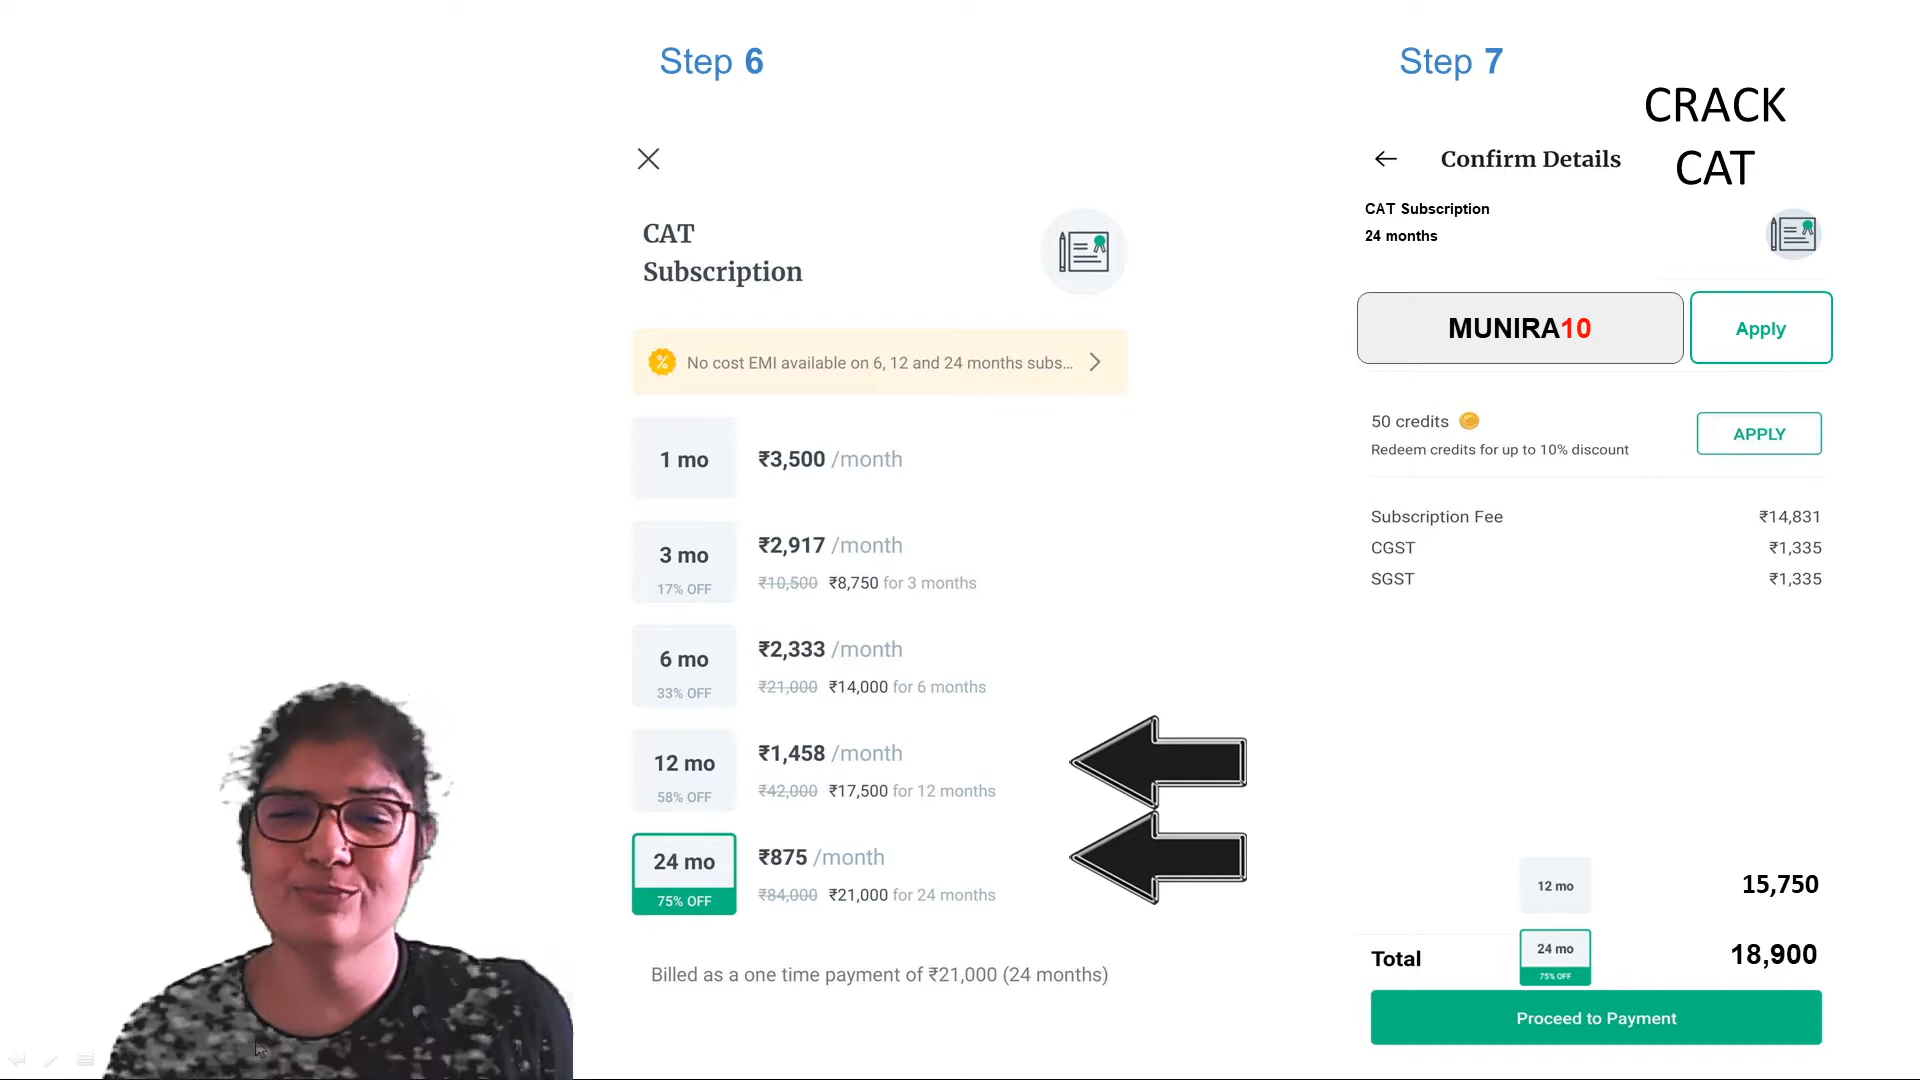 Step 6
CAT
Subscription
No cost EMI available on 6, 12 and 24 months subs...
1 mo
₹3,500 /month
3 mo
17% OFF
₹2,917 /month
₹10,500 ₹8,750 for 3 months
6 mo
33% OFF
₹2,333 /month
₹21,000 ₹14,000 for 6 months
12 mo
58% OFF
₹1,458 /month
₹42,000 ₹17,500 for 12 months
24 mo
75% OFF
₹875 /month
₹84,000 ₹21,000 for 24 months
Billed as a one time payment of ₹21,000 (24 months)
Step 7
CRACK
CAT
Confirm Details
CAT Subscription
24 months
MUNIRA10
Apply
50 credits
Redeem credits for up to 10% discount
APPLY
Subscription Fee ₹14,831
CGST ₹1,335
SGST ₹1,335
12 mo 15,750
Total 24 mo 18,900
75% OFF
Proceed to Payment